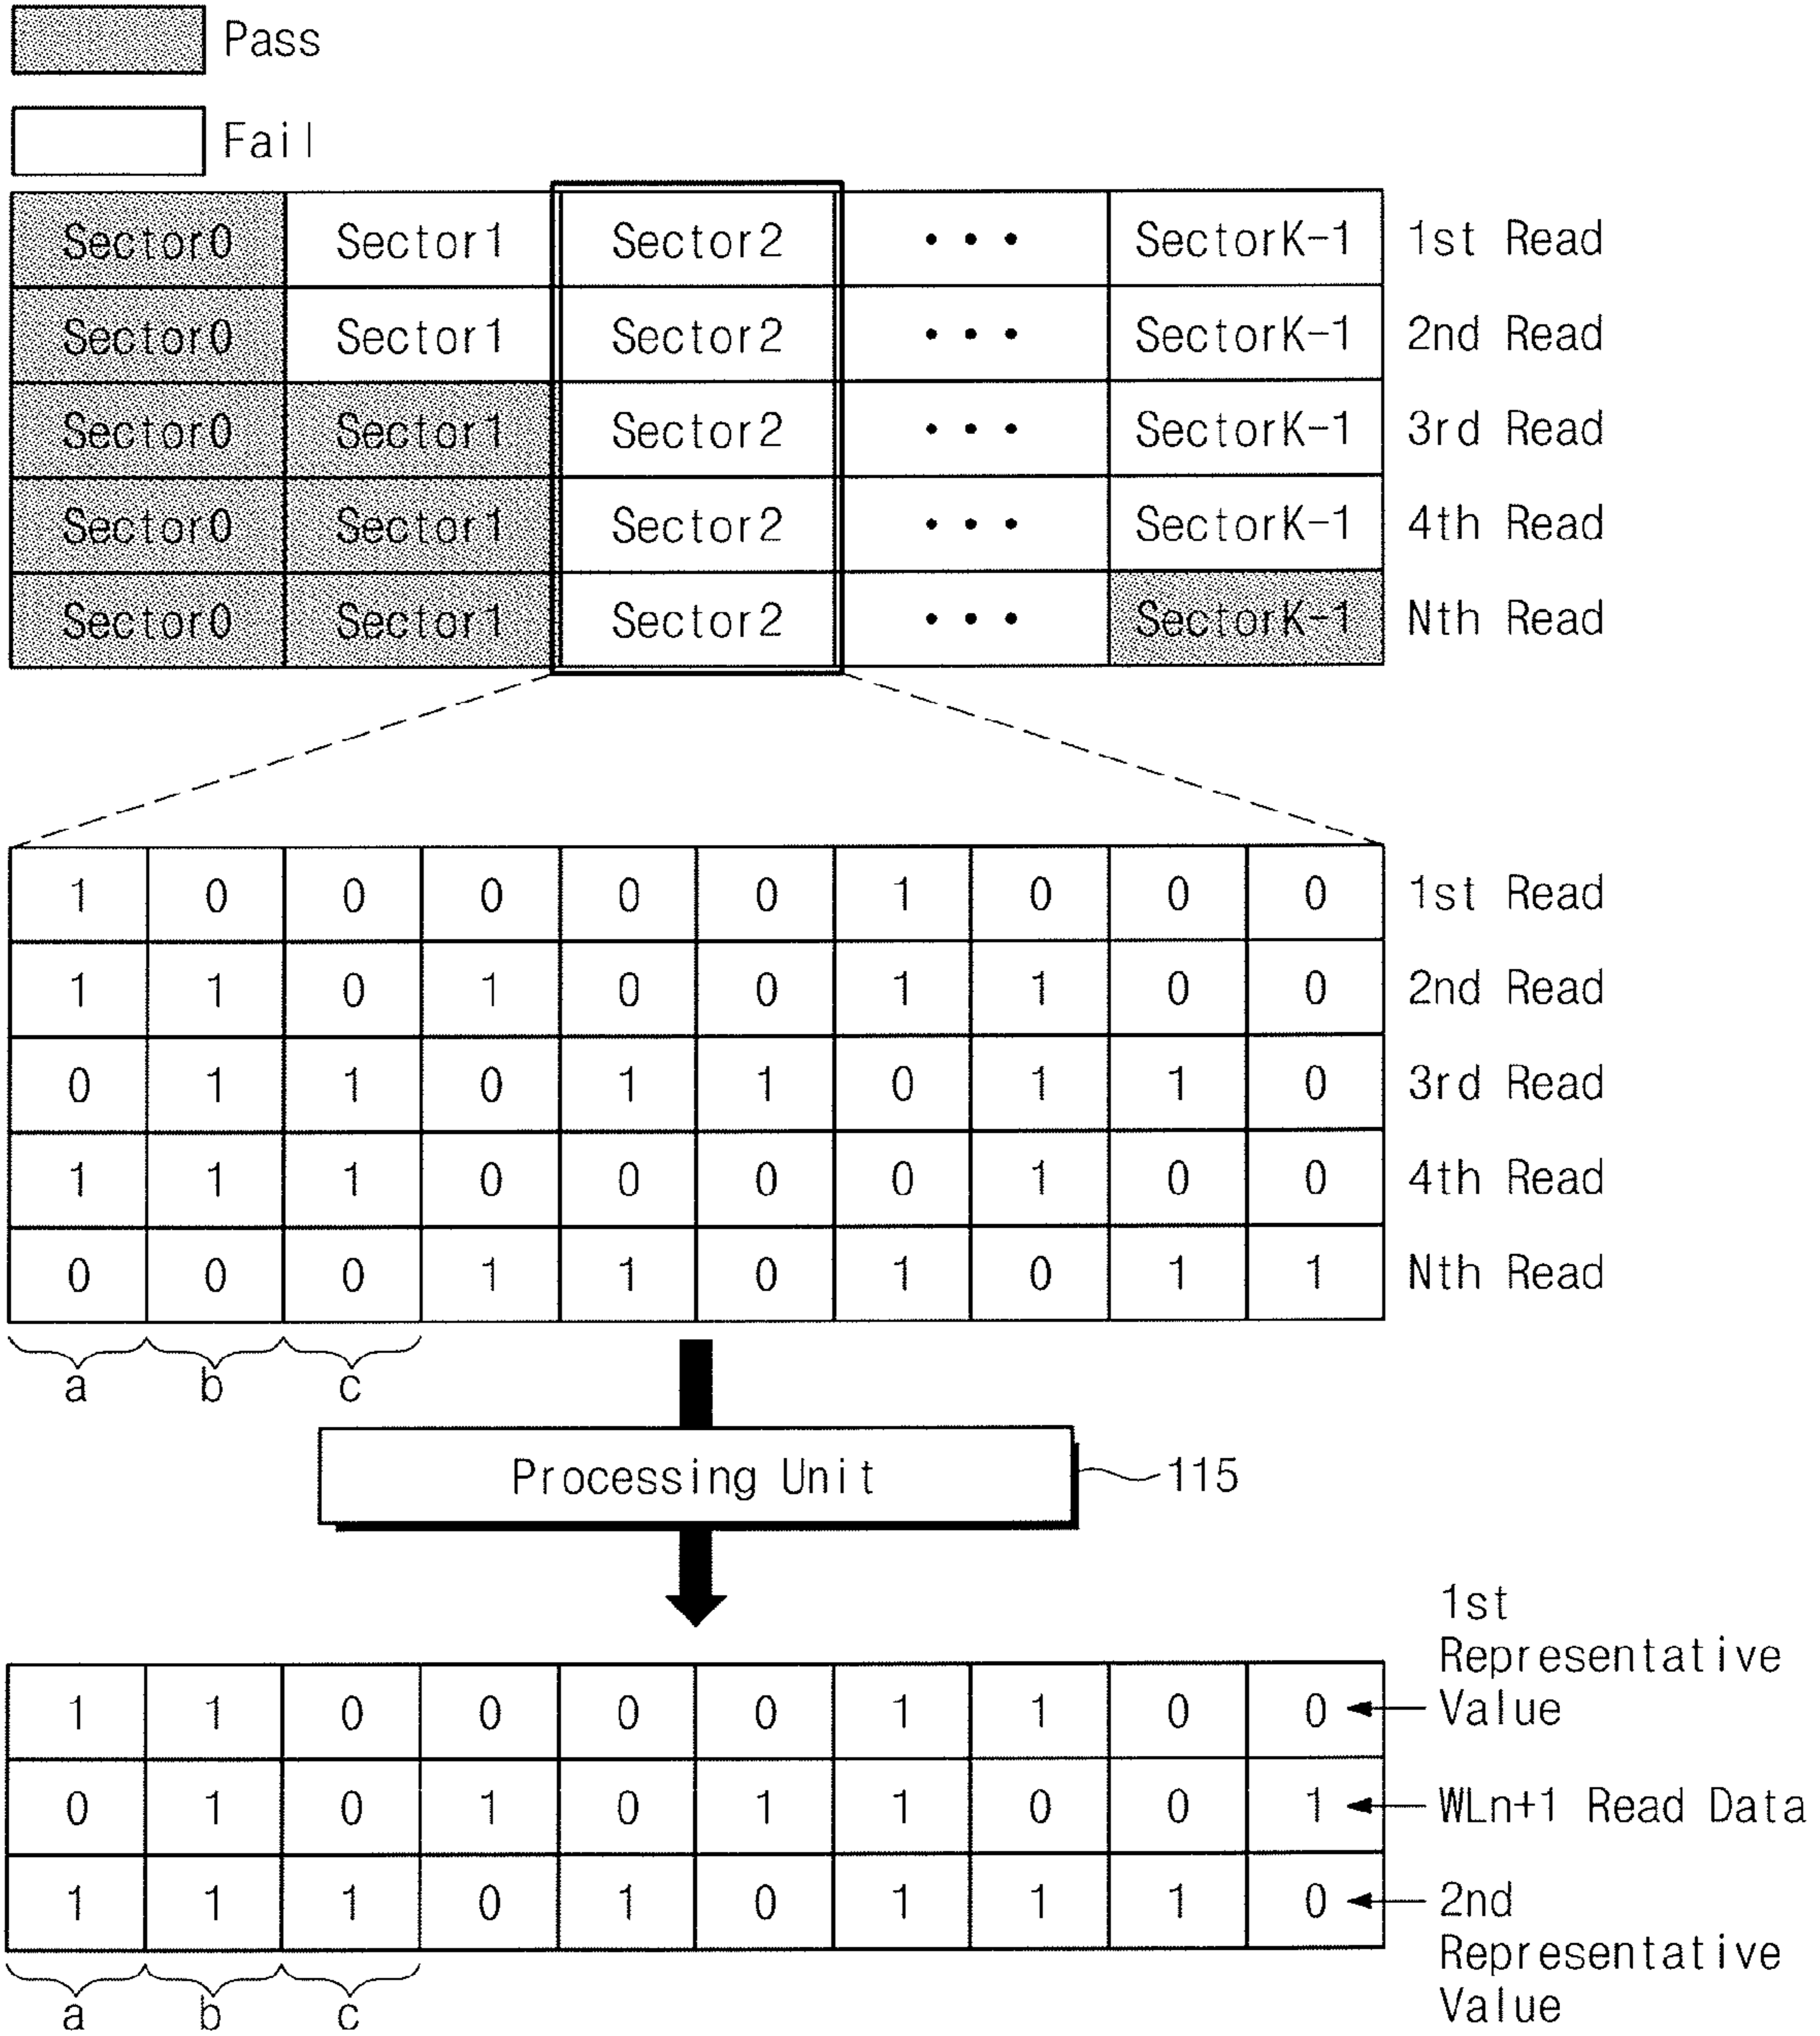 Pass
Fail
Sector0 Sector1 Sector2 ••• SectorK-1 1st Read
Sector0 Sector1 Sector2 ••• SectorK-1 2nd Read
Sector0 Sector1 Sector2 ••• SectorK-1 3rd Read
Sector0 Sector1 Sector2 ••• SectorK-1 4th Read
Sector0 Sector1 Sector2 ••• SectorK-1 Nth Read
1 0 0 0 0 0 1 0 0 0 1st Read
1 1 0 1 0 0 1 1 0 0 2nd Read
0 1 1 0 1 1 0 1 1 0 3rd Read
1 1 1 0 0 0 0 1 0 0 4th Read
0 0 0 1 1 0 1 0 1 1 Nth Read
a b c
Processing Unit 115
1st
Representative
Value
1 1 0 0 0 0 1 1 0 0
0 1 0 1 0 1 1 0 0 1 WLn+1 Read Data
1 1 1 0 1 0 1 1 1 0 2nd
Representative
Value
a b c